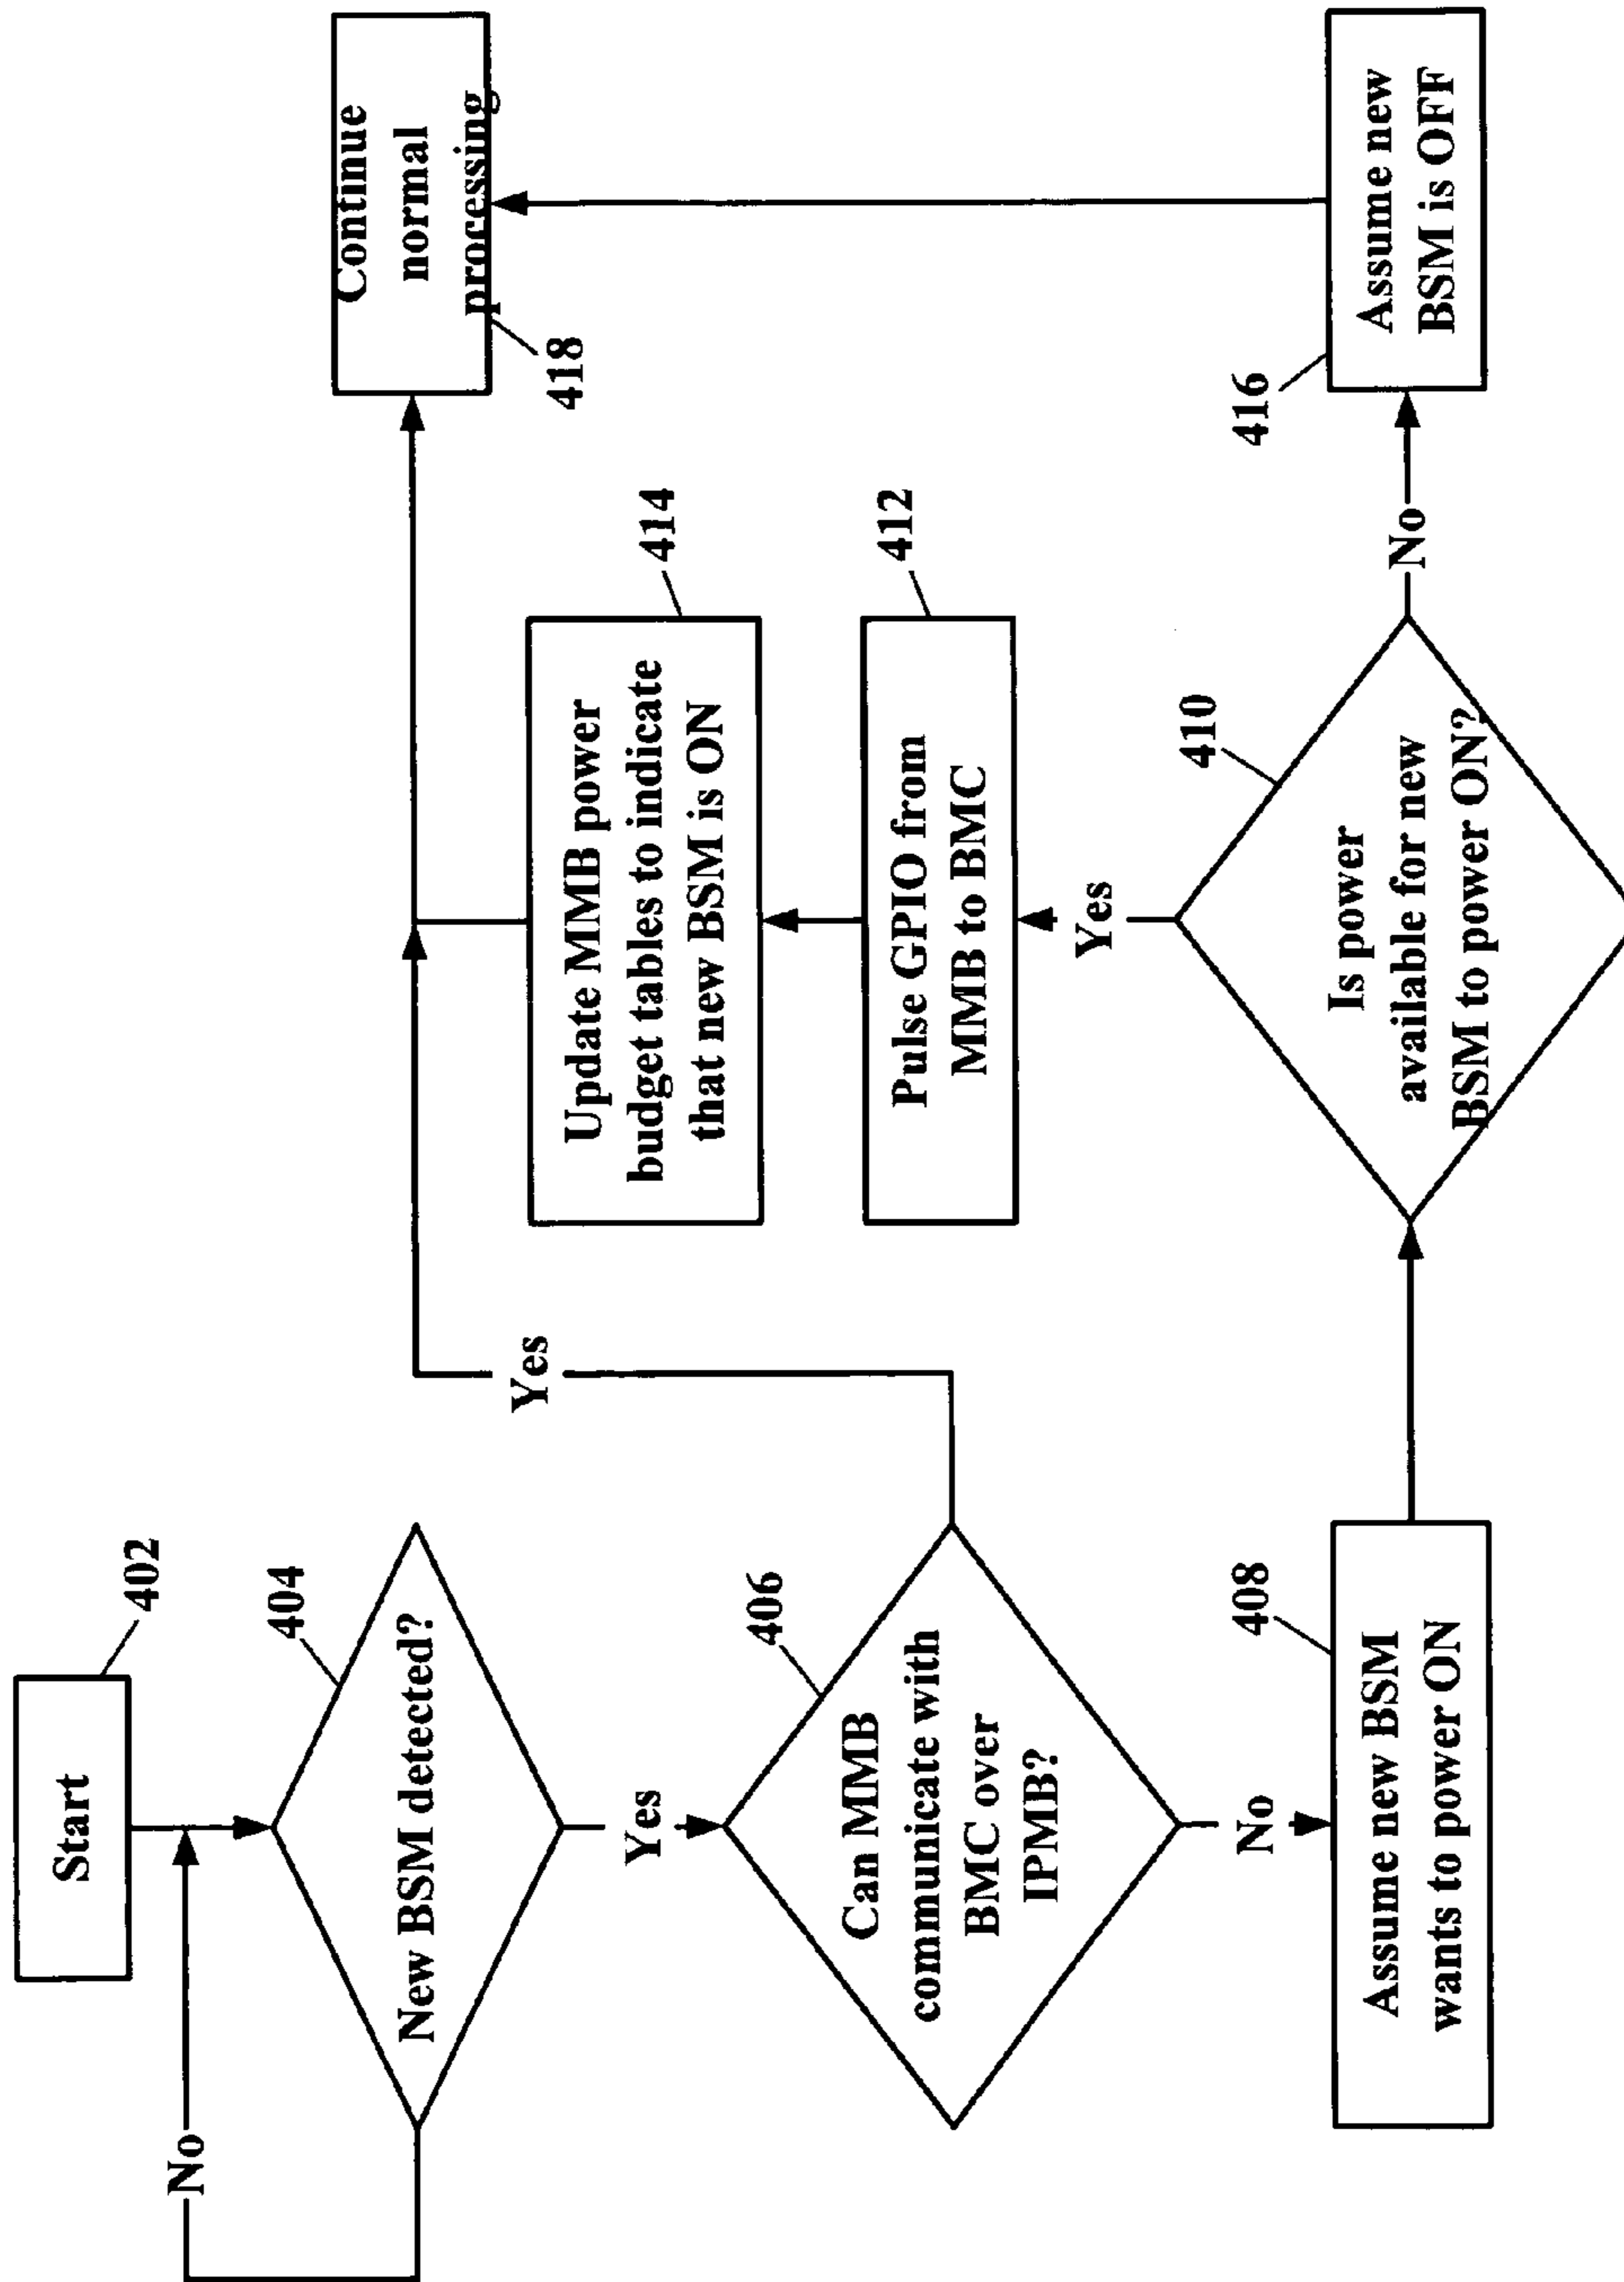 Start
402
No
New BSM detected?
404
Yes
Can MMB
communicate with
BMC over
IPMB?
406
Yes
No
Assume new BSM
wants to power ON
408
Is power
available for new
BSM to power ON?
410
Yes
Pulse GPIO from
MMB to BMC
412
Update MMB power
budget tables to indicate
that new BSM is ON
414
No
Assume new
BSM is OFF
416
Continue
normal
processing
418